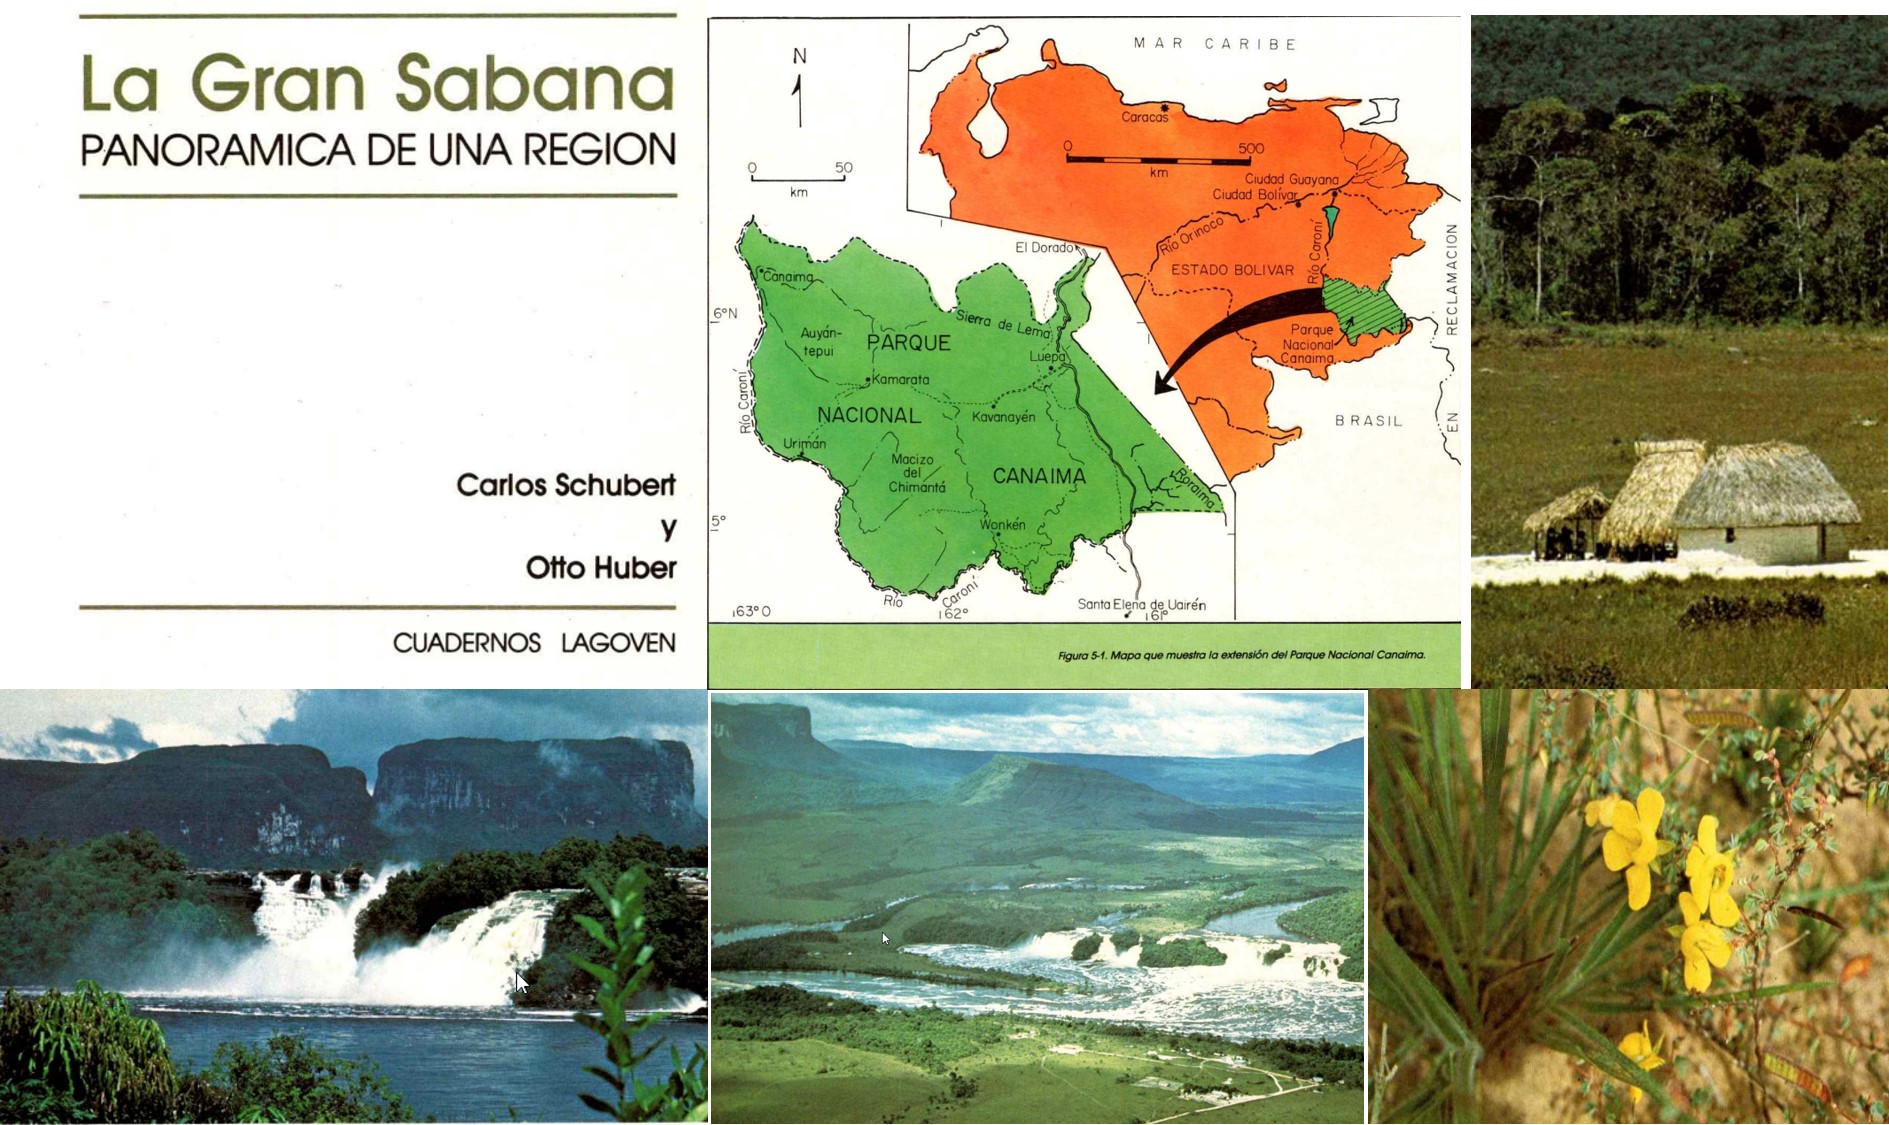 La Gran Sabana
PANORAMICA DE UNA REGION
Carlos Schubert
y
Otto Huber
CUADERNOS LAGOVEN
N
0 50
km
MAR CARIBE
Caracas
0 500
km
Ciudad Guayana
Ciudad Bolívar
Río Orinoco
Río Caroní
ESTADO BOLIVAR
Parque
Nacional
Canaima
BRASIL
EN RECLAMACION
El Dorado
Canaima
6°N
Sierra de Lema
Auyán-
tepui
PARQUE
Luepa
Kamarata
Río Caroní
NACIONAL
Kavanayén
Urimán
Macizo
del
Chimantá
CANAIMA
Roraima
5°
Wonkén
Río Caroní
Santa Elena de Uairén
63°O
62°
61°
Figura 5-1. Mapa que muestra la extensión del Parque Nacional Canaima.